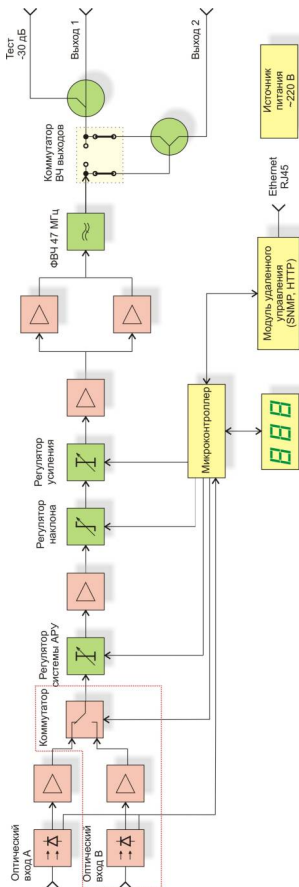 Оптический
вход A
Оптический
вход B
Коммутатор
Регулятор
системы АРУ
Регулятор
наклона
Регулятор
усиления
ФВЧ 47 МГц
Коммутатор
ВЧ выходов
Тест
-30 дБ
Выход 1
Выход 2
Микроконтроллер
888
Модуль удаленного
управления
(SNMP, HTTP)
Ethernet
RJ45
Источник
питания
~220 В